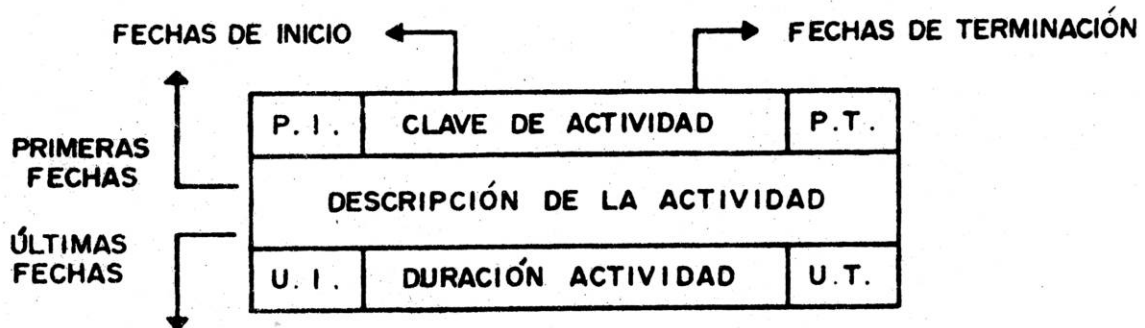 FECHAS DE INICIO
FECHAS DE TERMINACIÓN
P. I.
CLAVE DE ACTIVIDAD
P.T.
PRIMERAS
FECHAS
DESCRIPCIÓN DE LA ACTIVIDAD
ÚLTIMAS
FECHAS
U. I.
DURACIÓN ACTIVIDAD
U.T.